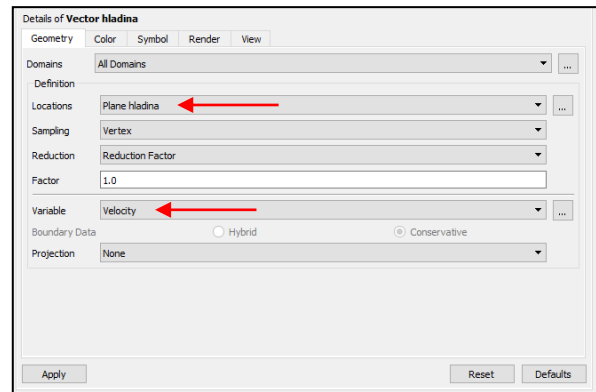 Details of Vector hladina
Geometry Color Symbol Render View
Domains All Domains ...
Definition
Locations Plane hladina ...
Sampling Vertex
Reduction Reduction Factor
Factor 1.0
Variable Velocity ...
Boundary Data Hybrid Conservative
Projection None
Apply Reset Defaults